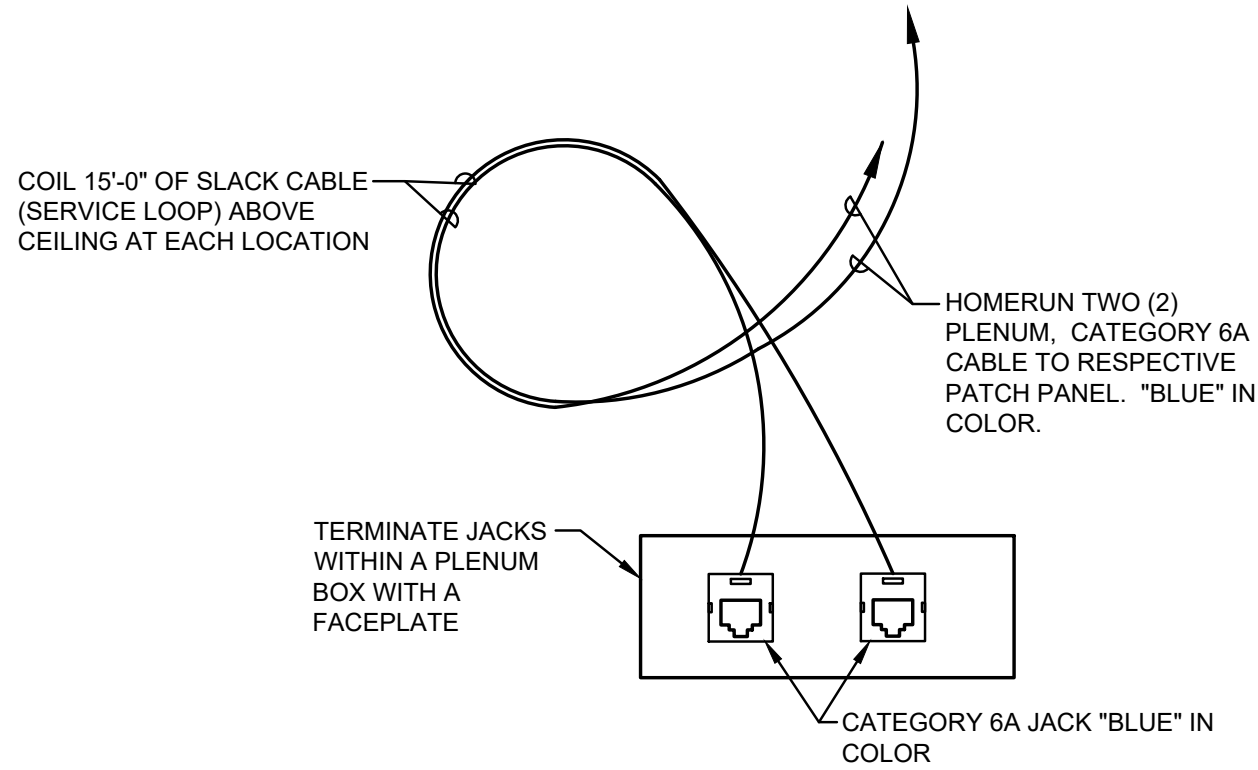 COIL 15'-0" OF SLACK CABLE
(SERVICE LOOP) ABOVE
CEILING AT EACH LOCATION
HOMERUN TWO (2)
PLENUM, CATEGORY 6A
CABLE TO RESPECTIVE
PATCH PANEL. "BLUE" IN
COLOR.
TERMINATE JACKS
WITHIN A PLENUM
BOX WITH A
FACEPLATE
CATEGORY 6A JACK "BLUE" IN
COLOR